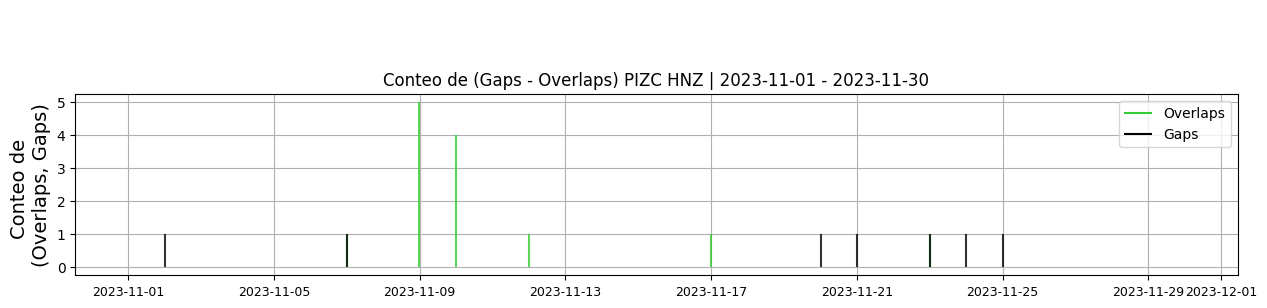 Conteo de (Gaps - Overlaps) PIZC HNZ | 2023-11-01 - 2023-11-30
Conteo de
(Overlaps, Gaps)
5
4
3
2
1
0
Overlaps
Gaps
2023-11-01 2023-11-05 2023-11-09 2023-11-13 2023-11-17 2023-11-21 2023-11-25 2023-11-29 2023-12-01